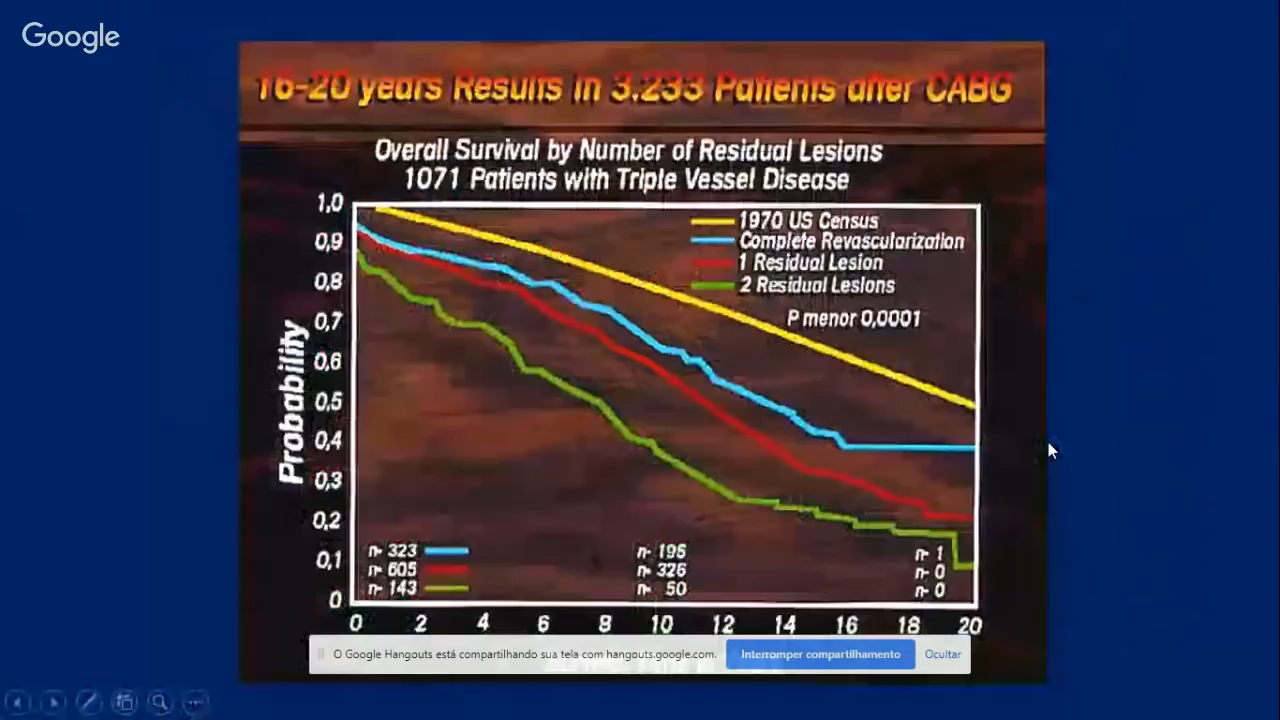 Google
16-20 years Results in 3.233 Patients after CABG
Overall Survival by Number of Residual Lesions
1071 Patients with Triple Vessel Disease
1970 US Census
Complete Revascularization
1 Residual Lesion
2 Residual Lesions
P menor 0,0001
Probability
1,0
0,9
0,8
0,7
0,6
0,5
0,4
0,3
0,2
0,1
0
n- 323 n- 195 n- 1
n- 605 n- 326 n- 0
n- 143 n- 50 n- 0
0 2 4 6 8 10 12 14 16 18 20
O Google Hangouts está compartilhando sua tela com hangouts.google.com.
Interromper compartilhamento
Ocultar